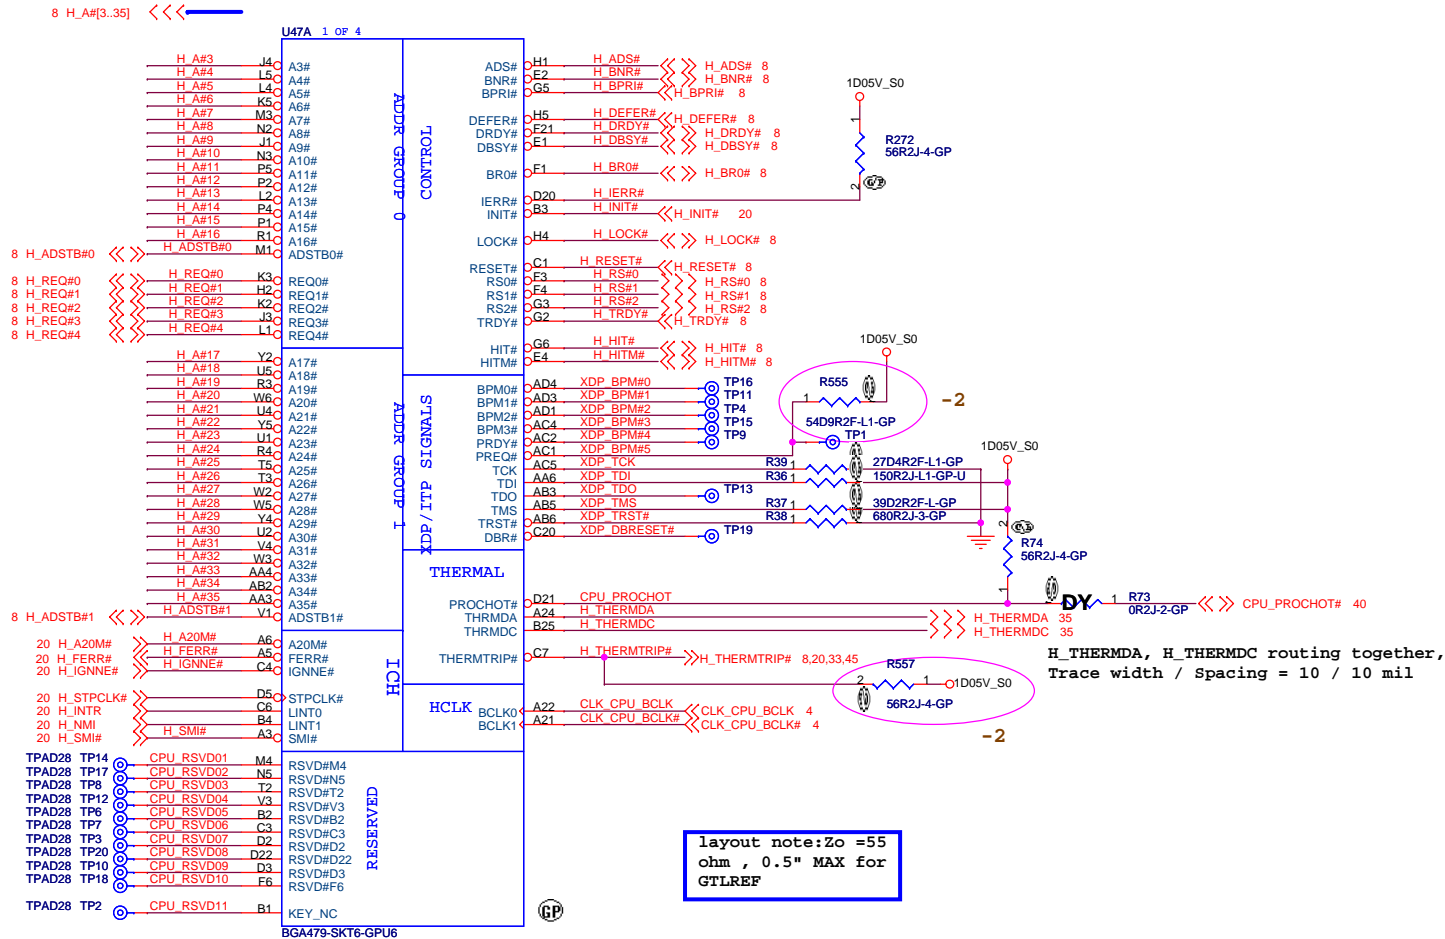 8 H_A#[3..35]
U47A 1 OF 4
H_A#3 J4 A3#
H_A#4 L5 A4#
H_A#5 L4 A5#
H_A#6 K5 A6#
H_A#7 M3 A7#
H_A#8 N2 A8#
H_A#9 J1 A9#
H_A#10 N3 A10#
H_A#11 P5 A11#
H_A#12 P2 A12#
H_A#13 L2 A13#
H_A#14 P4 A14#
H_A#15 P1 A15#
H_A#16 R1 A16#
8 H_ADSTB#0 H_ADSTB#0 M1 ADSTB0#
8 H_REQ#0 H_REQ#0 K3 REQ0#
8 H_REQ#1 H_REQ#1 H2 REQ1#
8 H_REQ#2 H_REQ#2 K2 REQ2#
8 H_REQ#3 H_REQ#3 J3 REQ3#
8 H_REQ#4 H_REQ#4 L1 REQ4#
ADDR GROUP 0
H_A#17 Y2 A17#
H_A#18 U5 A18#
H_A#19 R3 A19#
H_A#20 W6 A20#
H_A#21 U4 A21#
H_A#22 Y5 A22#
H_A#23 U1 A23#
H_A#24 R4 A24#
H_A#25 T5 A25#
H_A#26 T3 A26#
H_A#27 W2 A27#
H_A#28 W5 A28#
H_A#29 Y4 A29#
H_A#30 U2 A30#
H_A#31 V4 A31#
H_A#32 W3 A32#
H_A#33 AA4 A33#
H_A#34 AB2 A34#
H_A#35 AA3 A35#
8 H_ADSTB#1 H_ADSTB#1 V1 ADSTB1#
ADDR GROUP 1
20 H_A20M# H_A20M# A6 A20M#
20 H_FERR# H_FERR# A5 FERR#
20 H_IGNNE# H_IGNNE# C4 IGNNE#
20 H_STPCLK# D5 STPCLK#
20 H_INTR C6 LINT0
20 H_NMI B4 LINT1
20 H_SMI# H_SMI# A3 SMI#
ICH
TPAD28 TP14 CPU_RSVD01 M4 RSVD#M4
TPAD28 TP17 CPU_RSVD02 N5 RSVD#N5
TPAD28 TP8 CPU_RSVD03 T2 RSVD#T2
TPAD28 TP12 CPU_RSVD04 V3 RSVD#V3
TPAD28 TP6 CPU_RSVD05 B2 RSVD#B2
TPAD28 TP7 CPU_RSVD06 C3 RSVD#C3
TPAD28 TP3 CPU_RSVD07 D2 RSVD#D2
TPAD28 TP20 CPU_RSVD08 D22 RSVD#D22
TPAD28 TP10 CPU_RSVD09 D3 RSVD#D3
TPAD28 TP18 CPU_RSVD10 F6 RSVD#F6
TPAD28 TP2 CPU_RSVD11 B1 KEY_NC
RESERVED
BGA479-SKT6-GPU6
GP
CONTROL
ADS# H1 H_ADS# H_ADS# 8
BNR# E2 H_BNR# H_BNR# 8
BPRI# G5 H_BPRI# H_BPRI# 8
DEFER# H5 H_DEFER# H_DEFER# 8
DRDY# F21 H_DRDY# H_DRDY# 8
DBSY# E1 H_DBSY# H_DBSY# 8
BR0# F1 H_BR0# H_BR0# 8
IERR# D20 H_IERR#
INIT# B3 H_INIT# H_INIT# 20
LOCK# H4 H_LOCK# H_LOCK# 8
RESET# C1 H_RESET# H_RESET# 8
RS0# F3 H_RS#0 H_RS#0 8
RS1# F4 H_RS#1 H_RS#1 8
RS2# G3 H_RS#2 H_RS#2 8
TRDY# G2 H_TRDY# H_TRDY# 8
HIT# G6 H_HIT# H_HIT# 8
HITM# E4 H_HITM# H_HITM# 8
1D05V_S0
1
R272
56R2J-4-GP
2
XDP/ITP SIGNALS
BPM0# AD4 XDP_BPM#0 TP16
BPM1# AD3 XDP_BPM#1 TP11
BPM2# AD1 XDP_BPM#2 TP4
BPM3# AC4 XDP_BPM#3 TP15
PRDY# AC2 XDP_BPM#4 TP9
PREQ# AC1 XDP_BPM#5
TCK AC5 XDP_TCK R39 1 27D4R2F-L1-GP
TDI AA6 XDP_TDI R36 1 150R2J-L1-GP-U
TDO AB3 XDP_TDO TP13
TMS AB5 XDP_TMS R37 1 39D2R2F-L-GP
TRST# AB6 XDP_TRST# R38 1 680R2J-3-GP
DBR# C20 XDP_DBRESET# TP19
1D05V_S0
R555
1
54D9R2F-L1-GP
TP1
-2
1D05V_S0
2
R74
56R2J-4-GP
1
THERMAL
PROCHOT# D21 CPU_PROCHOT
DY 1 R73
0R2J-2-GP
CPU_PROCHOT# 40
THRMDA A24 H_THERMDA H_THERMDA 35
THRMDC B25 H_THERMDC H_THERMDC 35
THERMTRIP# C7 H_THERMTRIP# H_THERMTRIP# 8,20,33,45
H_THERMDA, H_THERMDC routing together,
Trace width / Spacing = 10 / 10 mil
R557
2 1 1D05V_S0
56R2J-4-GP
-2
HCLK
BCLK0 A22 CLK_CPU_BCLK CLK_CPU_BCLK 4
BCLK1 A21 CLK_CPU_BCLK# CLK_CPU_BCLK# 4
layout note:Zo =55
ohm , 0.5" MAX for
GTLREF